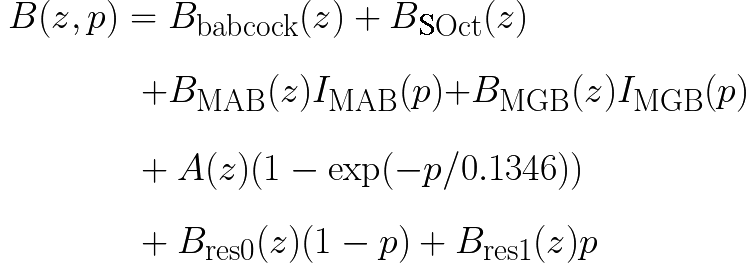 B(z, p) = B_babcock(z) + B_SOct(z)
+B_MAB(z)I_MAB(p)+B_MGB(z)I_MGB(p)
+ A(z)(1 − exp(−p/0.1346))
+ B_res0(z)(1 − p) + B_res1(z)p